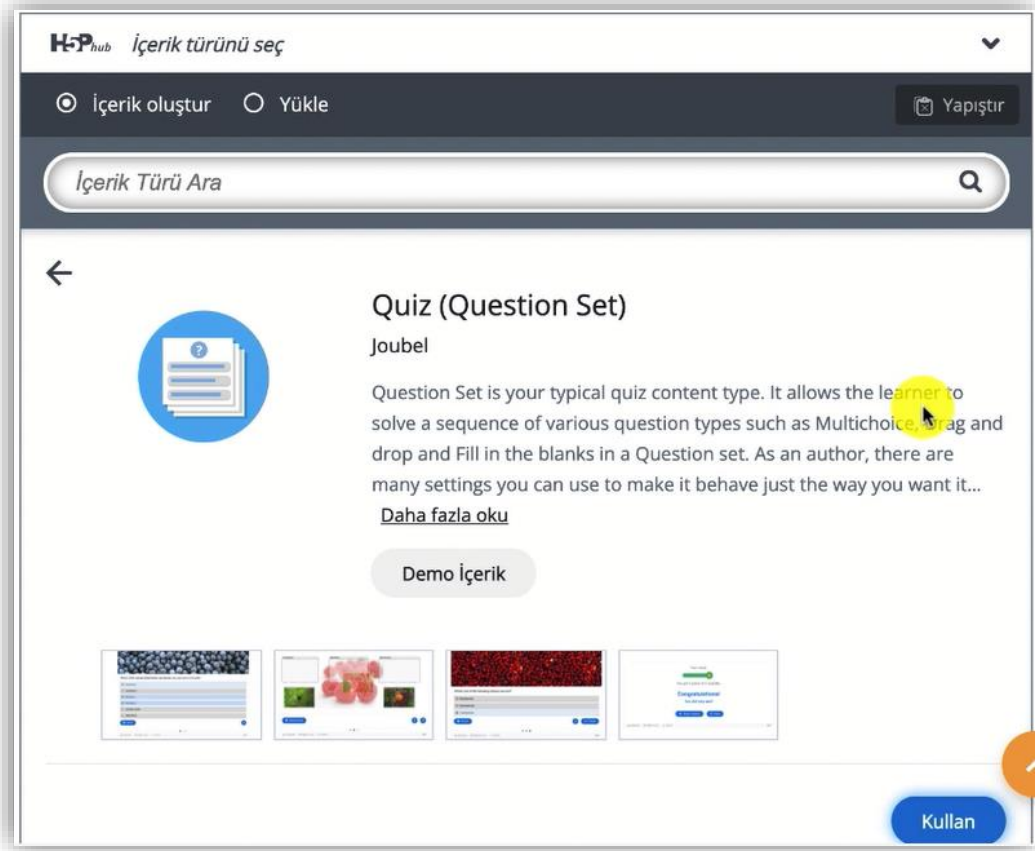 H5Phub İçerik türünü seç
İçerik oluştur Yükle Yapıştır
İçerik Türü Ara
Quiz (Question Set)
Joubel
Question Set is your typical quiz content type. It allows the learner to
solve a sequence of various question types such as Multichoice, Drag and
drop and Fill in the blanks in a Question set. As an author, there are
many settings you can use to make it behave just the way you want it...
Daha fazla oku
Demo İçerik
Congratulations!
Kullan